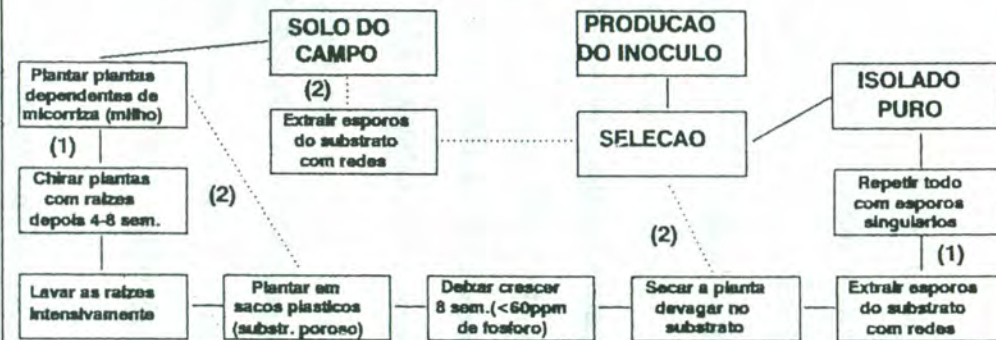 SOLO DO
CAMPO
PRODUCAO
DO INOCULO
Plantar plantas
dependentes de
micorriza (milho)
(2)
ISOLADO
PURO
Extrair esporos
do substrato
com redes
SELECAO
(1)
Chirar plantas
com raizes
depois 4-8 sem.
(2)
(2)
Repetir todo
com esporos
singularios
(1)
Lavar as raizes
intensivamente
Plantar em
sacos plasticos
(substr. poroso)
Deixar crescer
8 sem.(<60ppm
de fosforo)
Secar a planta
devagar no
substrato
Extrair esporos
do substrato
com redes